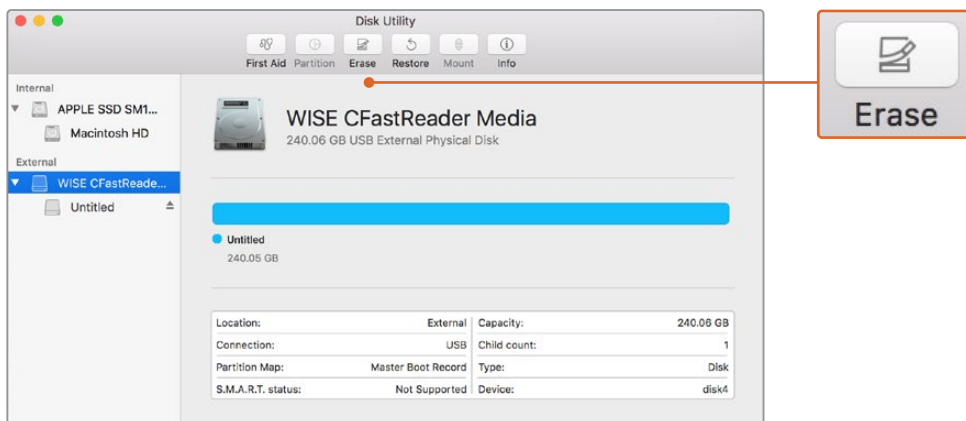 Disk Utility
First Aid Partition Erase Restore Mount Info
Erase
Internal
APPLE SSD SM1...
Macintosh HD
External
WISE CFastReade...
Untitled
WISE CFastReader Media
240.06 GB USB External Physical Disk
Untitled
240.05 GB
Location: External Capacity: 240.06 GB
Connection: USB Child count: 1
Partition Map: Master Boot Record Type: Disk
S.M.A.R.T. status: Not Supported Device: disk4